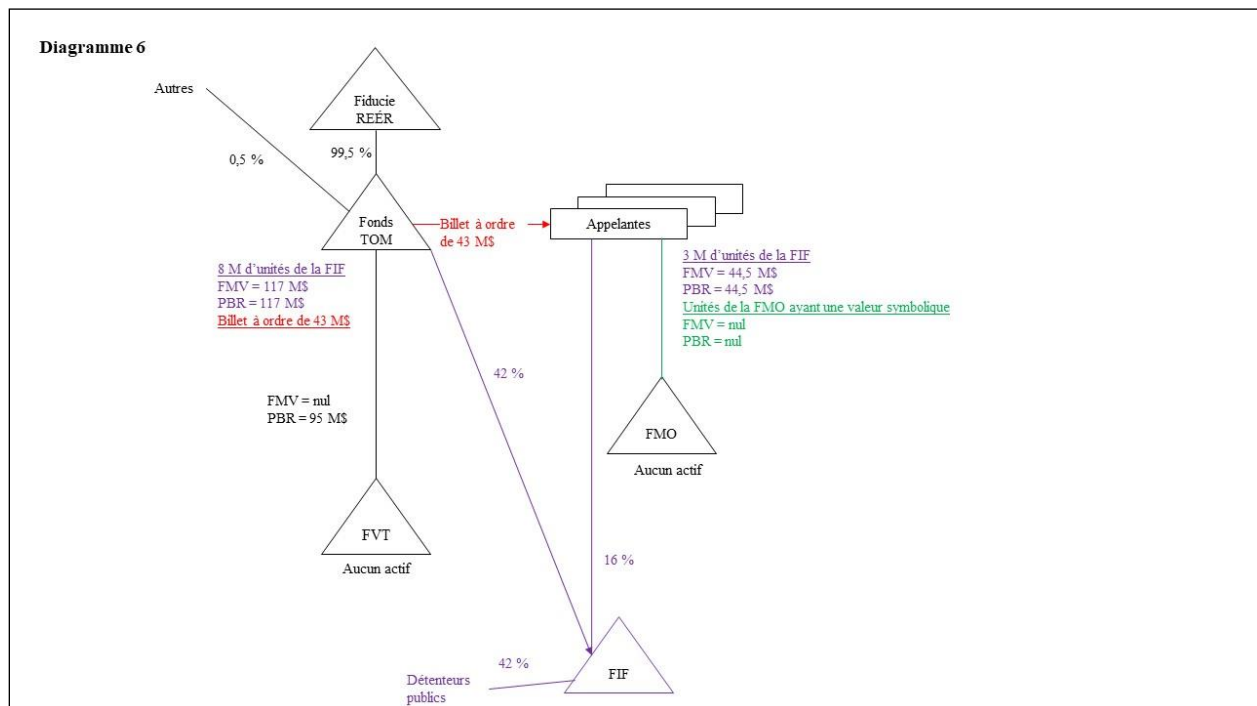 Diagramme 6
Autres
Fiducie
REÉR
0,5 %
99,5 %
Fonds
TOM
Billet à ordre
de 43 M$
Appelantes
8 M d’unités de la FIF
FMV = 117 M$
PBR = 117 M$
Billet à ordre de 43 M$
3 M d’unités de la FIF
FMV = 44,5 M$
PBR = 44,5 M$
Unités de la FMO ayant une valeur symbolique
FMV = nul
PBR = nul
42 %
FMV = nul
PBR = 95 M$
FMO
Aucun actif
FVT
Aucun actif
16 %
42 %
Détenteurs
publics
FIF